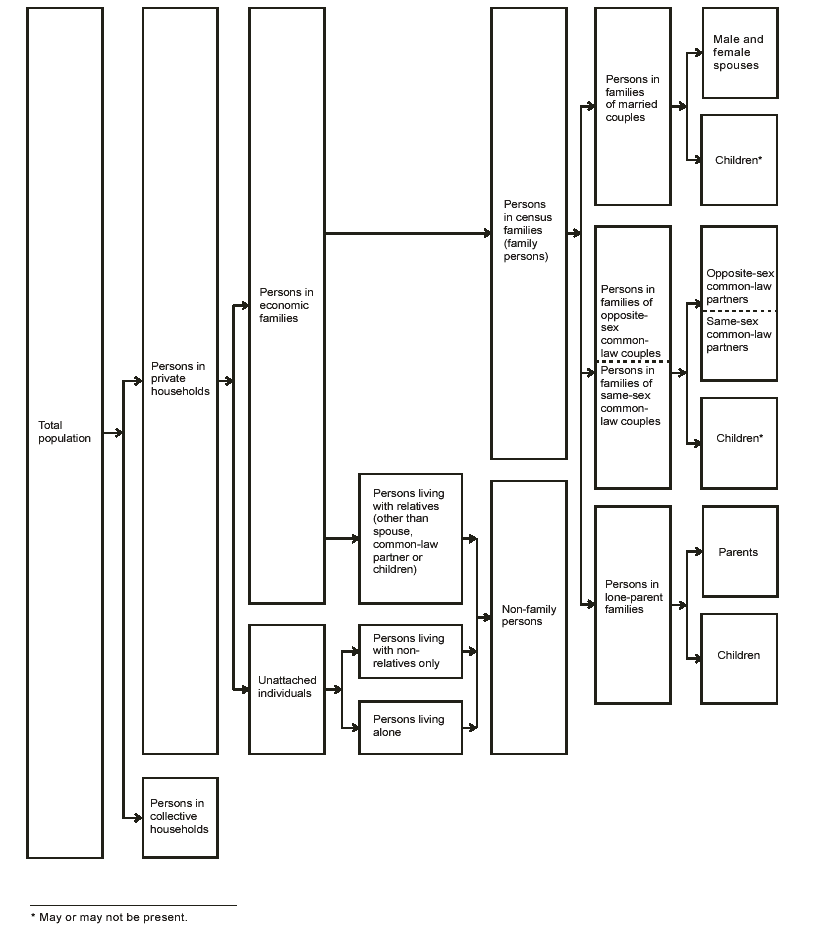 Total
population
Persons in
private
households
Persons in
collective
households
Persons in
economic
families
Unattached
individuals
Persons living
with relatives
(other than
spouse,
common-law
partner or
children)
Persons living
with non-
relatives only
Persons living
alone
Persons
in census
families
(family
persons)
Non-family
persons
Persons in
families
of married
couples
Persons in
families of
opposite-
sex
common-
law couples
Persons in
families of
same-sex
common-
law couples
Persons in
lone-parent
families
Male and
female
spouses
Children*
Opposite-sex
common-law
partners
Same-sex
common-law
partners
Children*
Parents
Children
* May or may not be present.